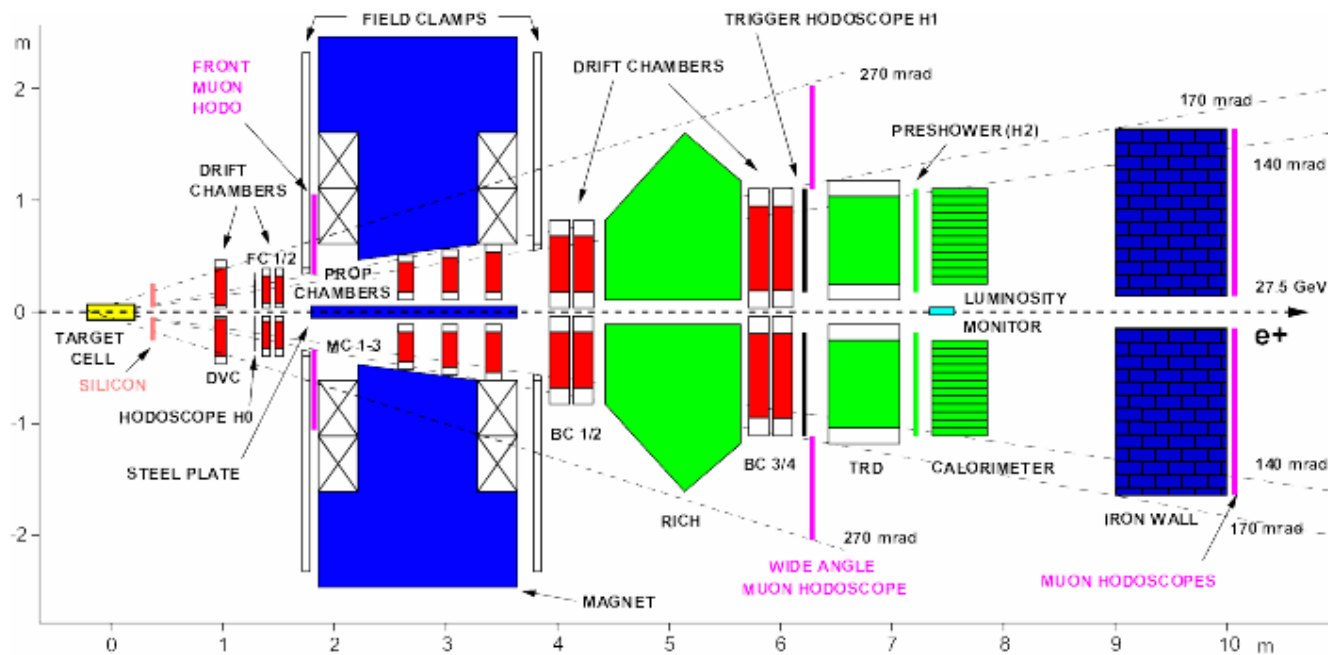 FIELD CLAMPS
TRIGGER HODOSCOPE H1
m
FRONT
MUON
HODO
DRIFT CHAMBERS
270 mrad
2
170 mrad
PRESHOWER (H2)
DRIFT
CHAMBERS
140 mrad
1
FC 1/2
PROP
CHAMBERS
27.5 GeV
LUMINOSITY
MONITOR
0
TARGET
CELL
e+
SILICON
DVC
MC 1-3
HODOSCOPE H0
-1
BC 1/2
BC 3/4
TRD
CALORIMETER
STEEL PLATE
140 mrad
RICH
IRON WALL
170 mrad
-2
270 mrad
WIDE ANGLE
MUON HODOSCOPE
MUON HODOSCOPES
MAGNET
0 1 2 3 4 5 6 7 8 9 10 m